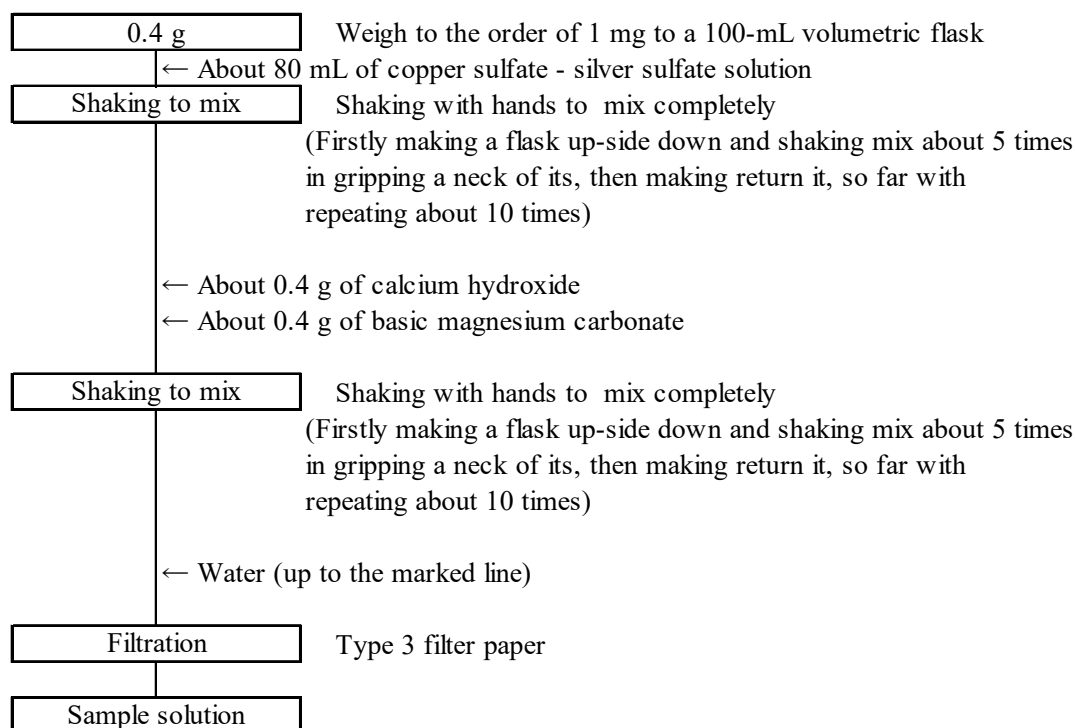 0.4 g Weigh to the order of 1 mg to a 100-mL volumetric flask
← About 80 mL of copper sulfate - silver sulfate solution
Shaking to mix Shaking with hands to mix completely
(Firstly making a flask up-side down and shaking mix about 5 times
in gripping a neck of its, then making return it, so far with
repeating about 10 times)
← About 0.4 g of calcium hydroxide
← About 0.4 g of basic magnesium carbonate
Shaking to mix Shaking with hands to mix completely
(Firstly making a flask up-side down and shaking mix about 5 times
in gripping a neck of its, then making return it, so far with
repeating about 10 times)
← Water (up to the marked line)
Filtration Type 3 filter paper
Sample solution